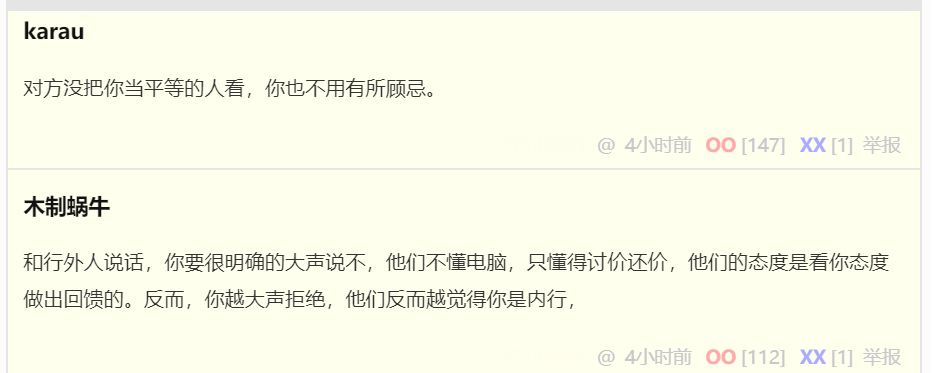 karau
对方没把你当平等的人看，你也不用有所顾忌。
@ 4小时前 OO [147] XX [1] 举报
木制蜗牛
和行外人说话，你要很明确的大声说不，他们不懂电脑，只懂得讨价还价，他们的态度是看你态度
做出回馈的。反而，你越大声拒绝，他们反而越觉得你是内行，
@ 4小时前 OO [112] XX [1] 举报